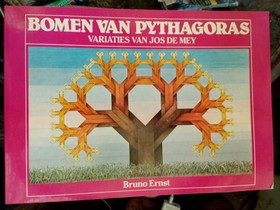 BOMEN VAN PYTHAGORAS
VARIATIES VAN JOS DE MEY
Bruno Ernst